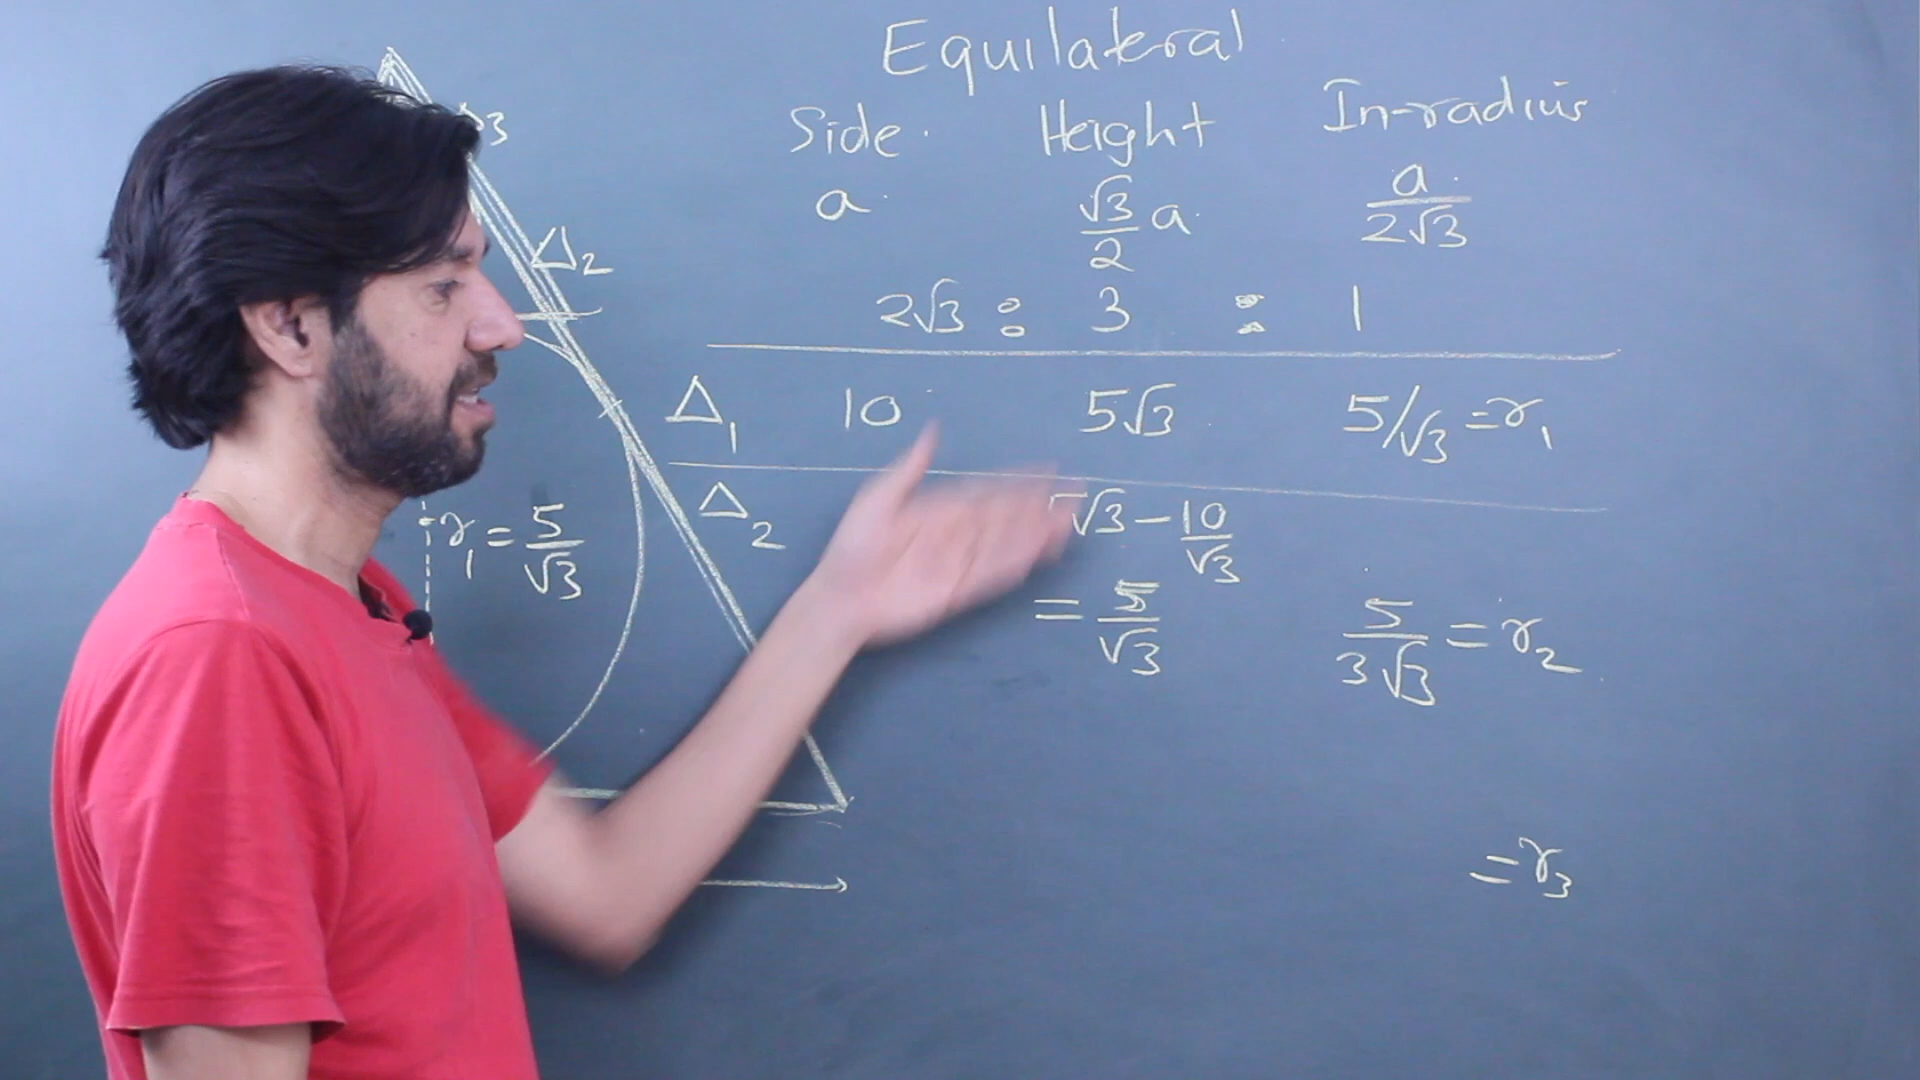 Equilateral
Side Height In-radius
a √3/2 a a/2√3
2√3 : 3 : 1
Δ1 10 5√3 5/√3 = r1
Δ2 √3 - 10/√3
= 5/√3 5/3√3 = r2
= r3
3
Δ2
r1 = 5/√3